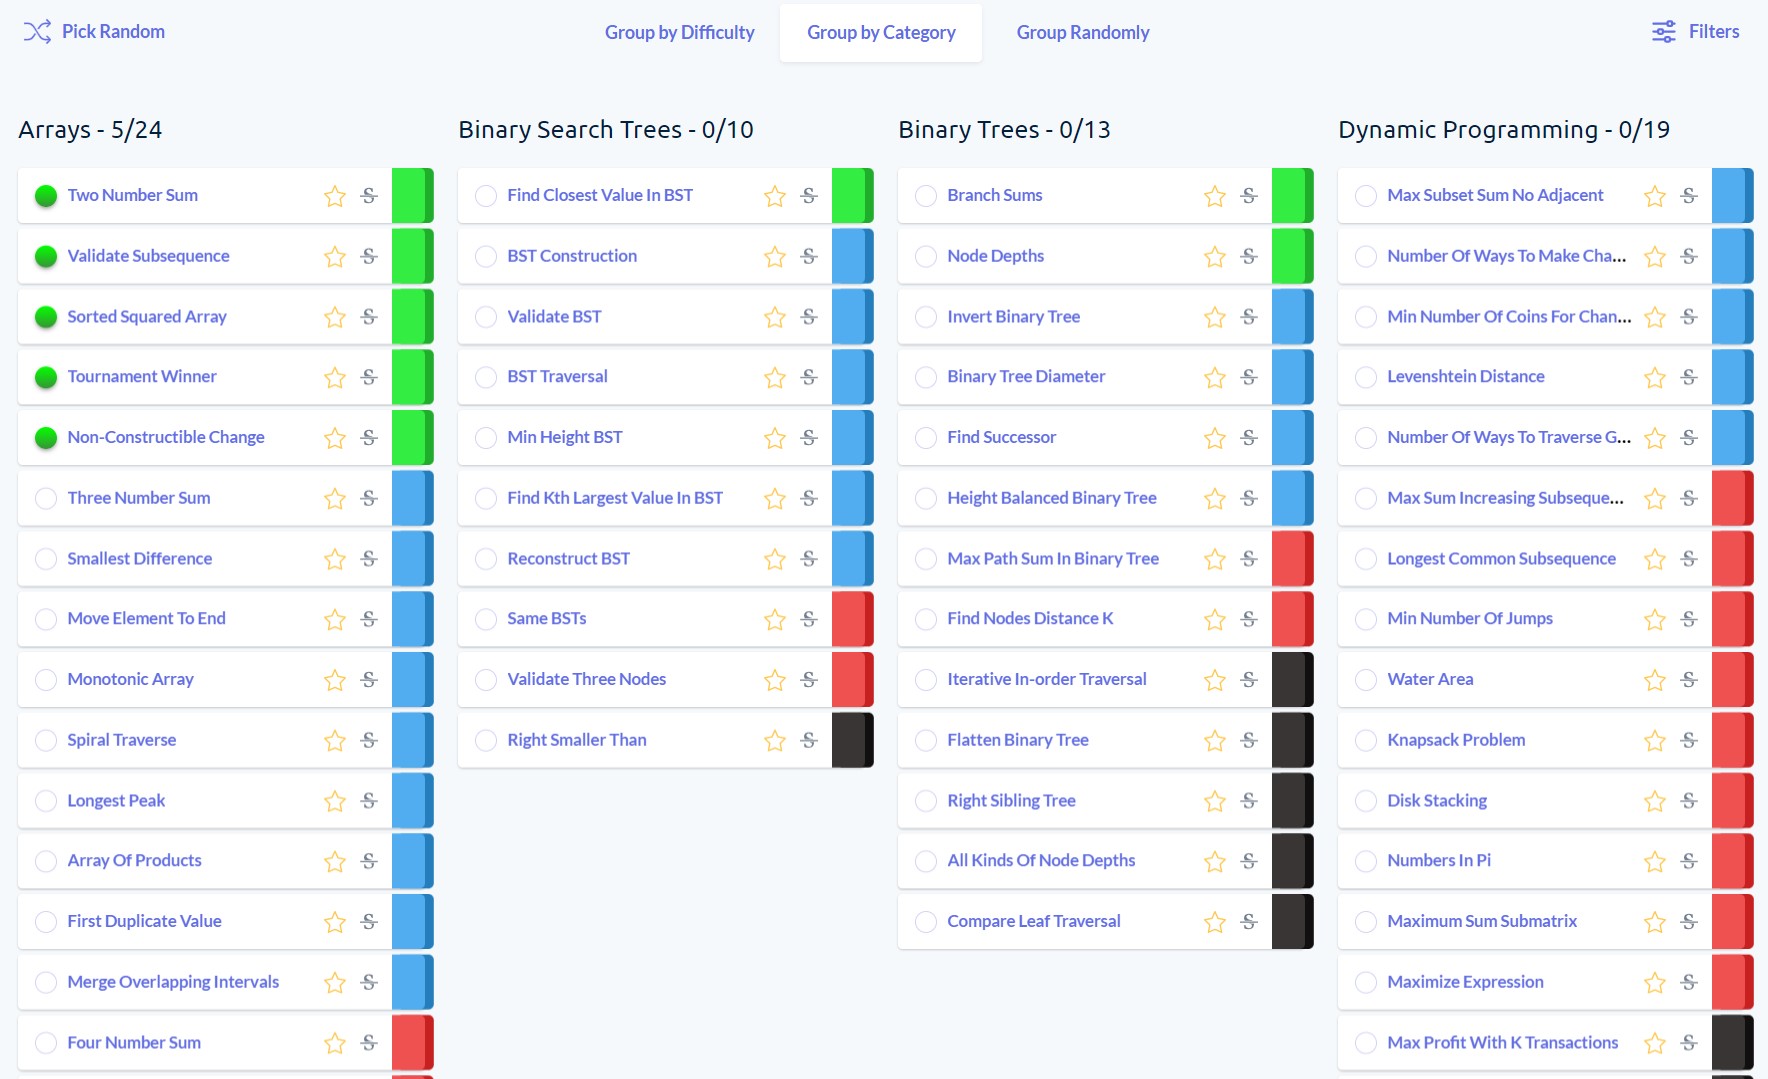 Pick Random
Group by Difficulty
Group by Category
Group Randomly
Filters
Arrays - 5/24
Two Number Sum
Validate Subsequence
Sorted Squared Array
Tournament Winner
Non-Constructible Change
Three Number Sum
Smallest Difference
Move Element To End
Monotonic Array
Spiral Traverse
Longest Peak
Array Of Products
First Duplicate Value
Merge Overlapping Intervals
Four Number Sum
Binary Search Trees - 0/10
Find Closest Value In BST
BST Construction
Validate BST
BST Traversal
Min Height BST
Find Kth Largest Value In BST
Reconstruct BST
Same BSTs
Validate Three Nodes
Right Smaller Than
Binary Trees - 0/13
Branch Sums
Node Depths
Invert Binary Tree
Binary Tree Diameter
Find Successor
Height Balanced Binary Tree
Max Path Sum In Binary Tree
Find Nodes Distance K
Iterative In-order Traversal
Flatten Binary Tree
Right Sibling Tree
All Kinds Of Node Depths
Compare Leaf Traversal
Dynamic Programming - 0/19
Max Subset Sum No Adjacent
Number Of Ways To Make Cha...
Min Number Of Coins For Chan...
Levenshtein Distance
Number Of Ways To Traverse G...
Max Sum Increasing Subseque...
Longest Common Subsequence
Min Number Of Jumps
Water Area
Knapsack Problem
Disk Stacking
Numbers In Pi
Maximum Sum Submatrix
Maximize Expression
Max Profit With K Transactions